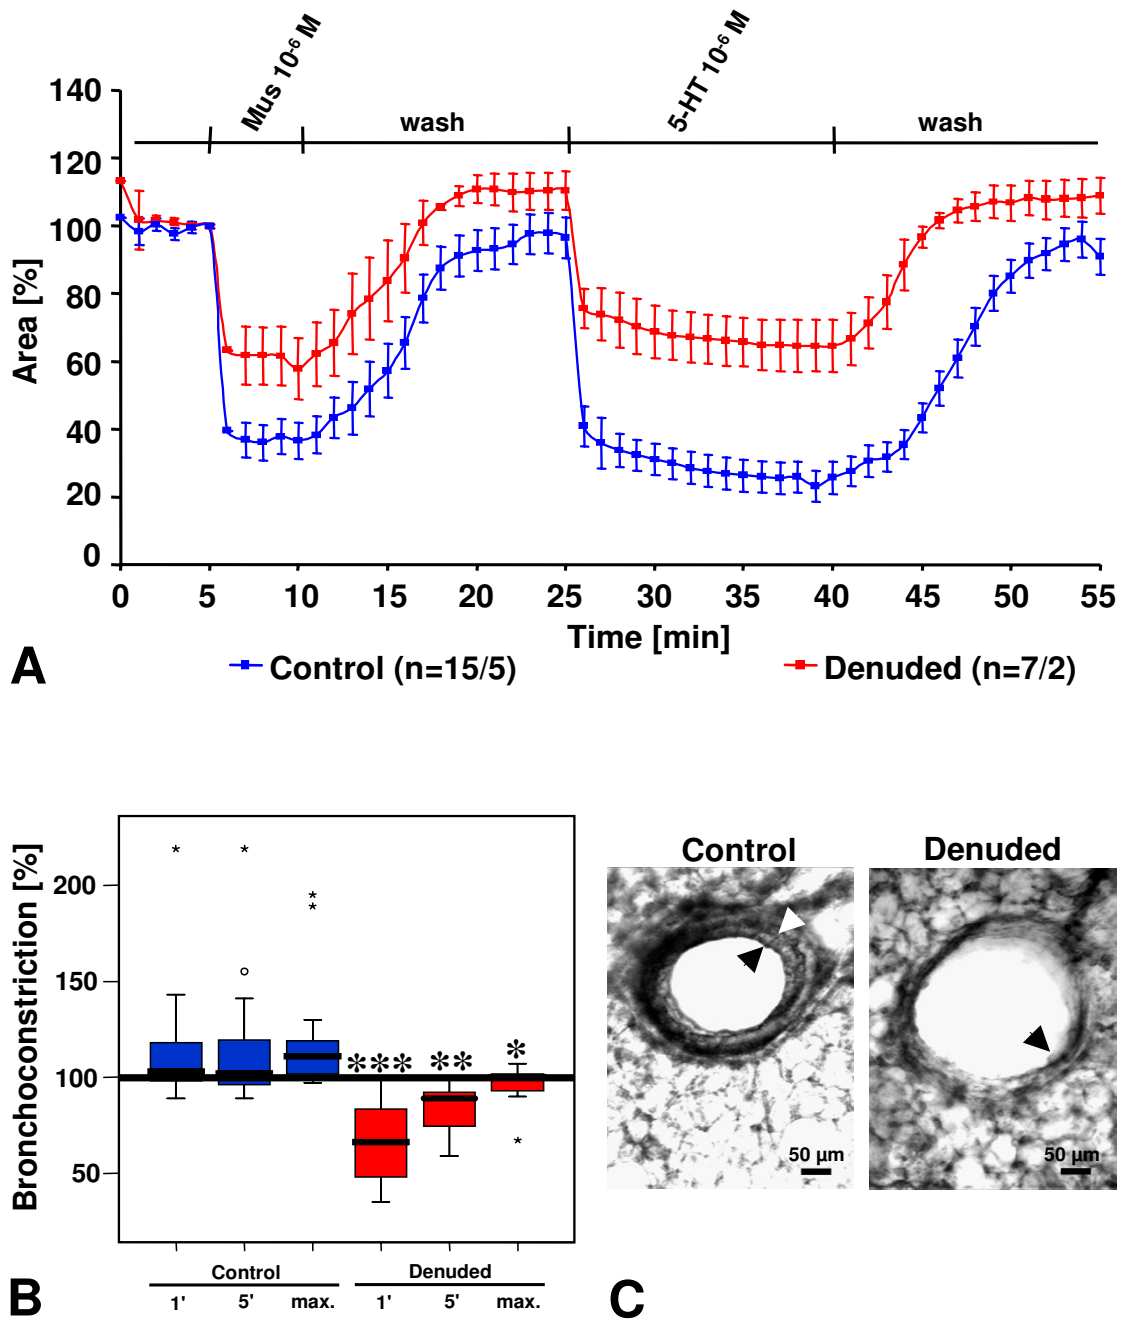 Mus 10-6 M
5-HT 10-6 M
wash
wash
140
120
100
80
60
40
20
0
Area [%]
0 5 10 15 20 25 30 35 40 45 50 55
Time [min]
Control (n=15/5)
Denuded (n=7/2)
A
Bronchoconstriction [%]
200
150
100
50
* * * * ○
*** ** * *
Control
Denuded
1' 5' max. 1' 5' max.
B
Control
Denuded
50 µm
50 µm
C